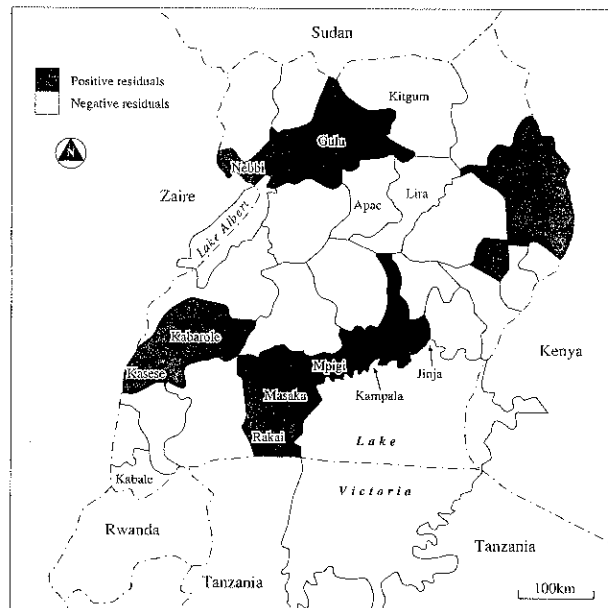 Sudan
Positive residuals
Negative residuals
Kitgum
N
Gulu
Nebbi
Zaire
Apac
Lira
Lake Albert
Kabarole
Kasese
Mpigi
Kenya
Jinja
Masaka
Kampala
Rakai
Lake
Kabale
Victoria
Rwanda
Tanzania
Tanzania
100km